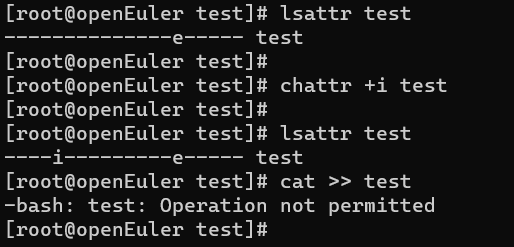 [root@openEuler test]# lsattr test
--------------e----- test
[root@openEuler test]#
[root@openEuler test]# chattr +i test
[root@openEuler test]#
[root@openEuler test]# lsattr test
----i---------e----- test
[root@openEuler test]# cat >> test
-bash: test: Operation not permitted
[root@openEuler test]#